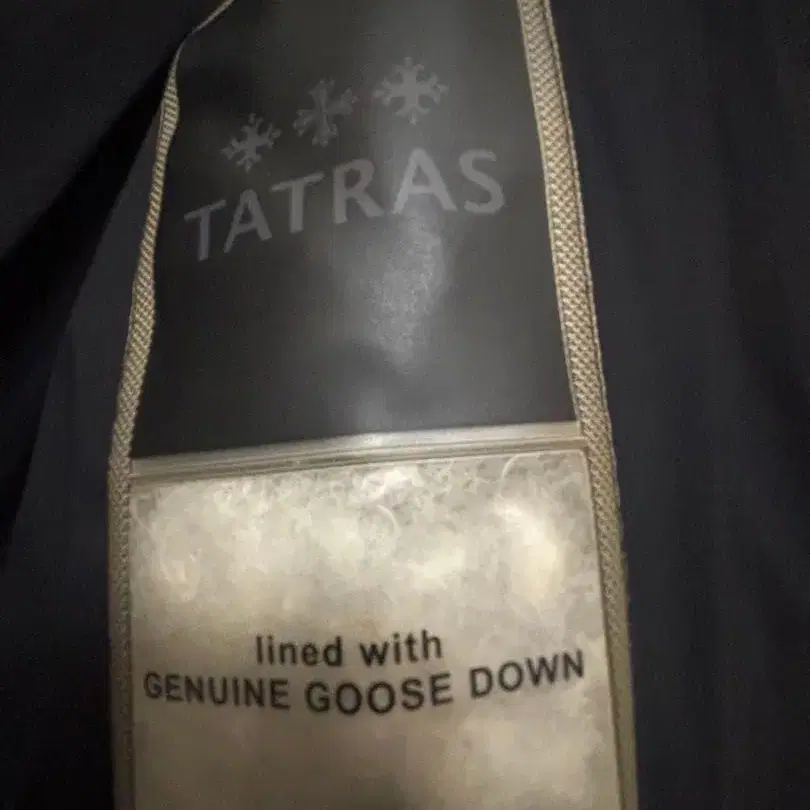 TATRAS
lined with
GENUINE GOOSE DOWN